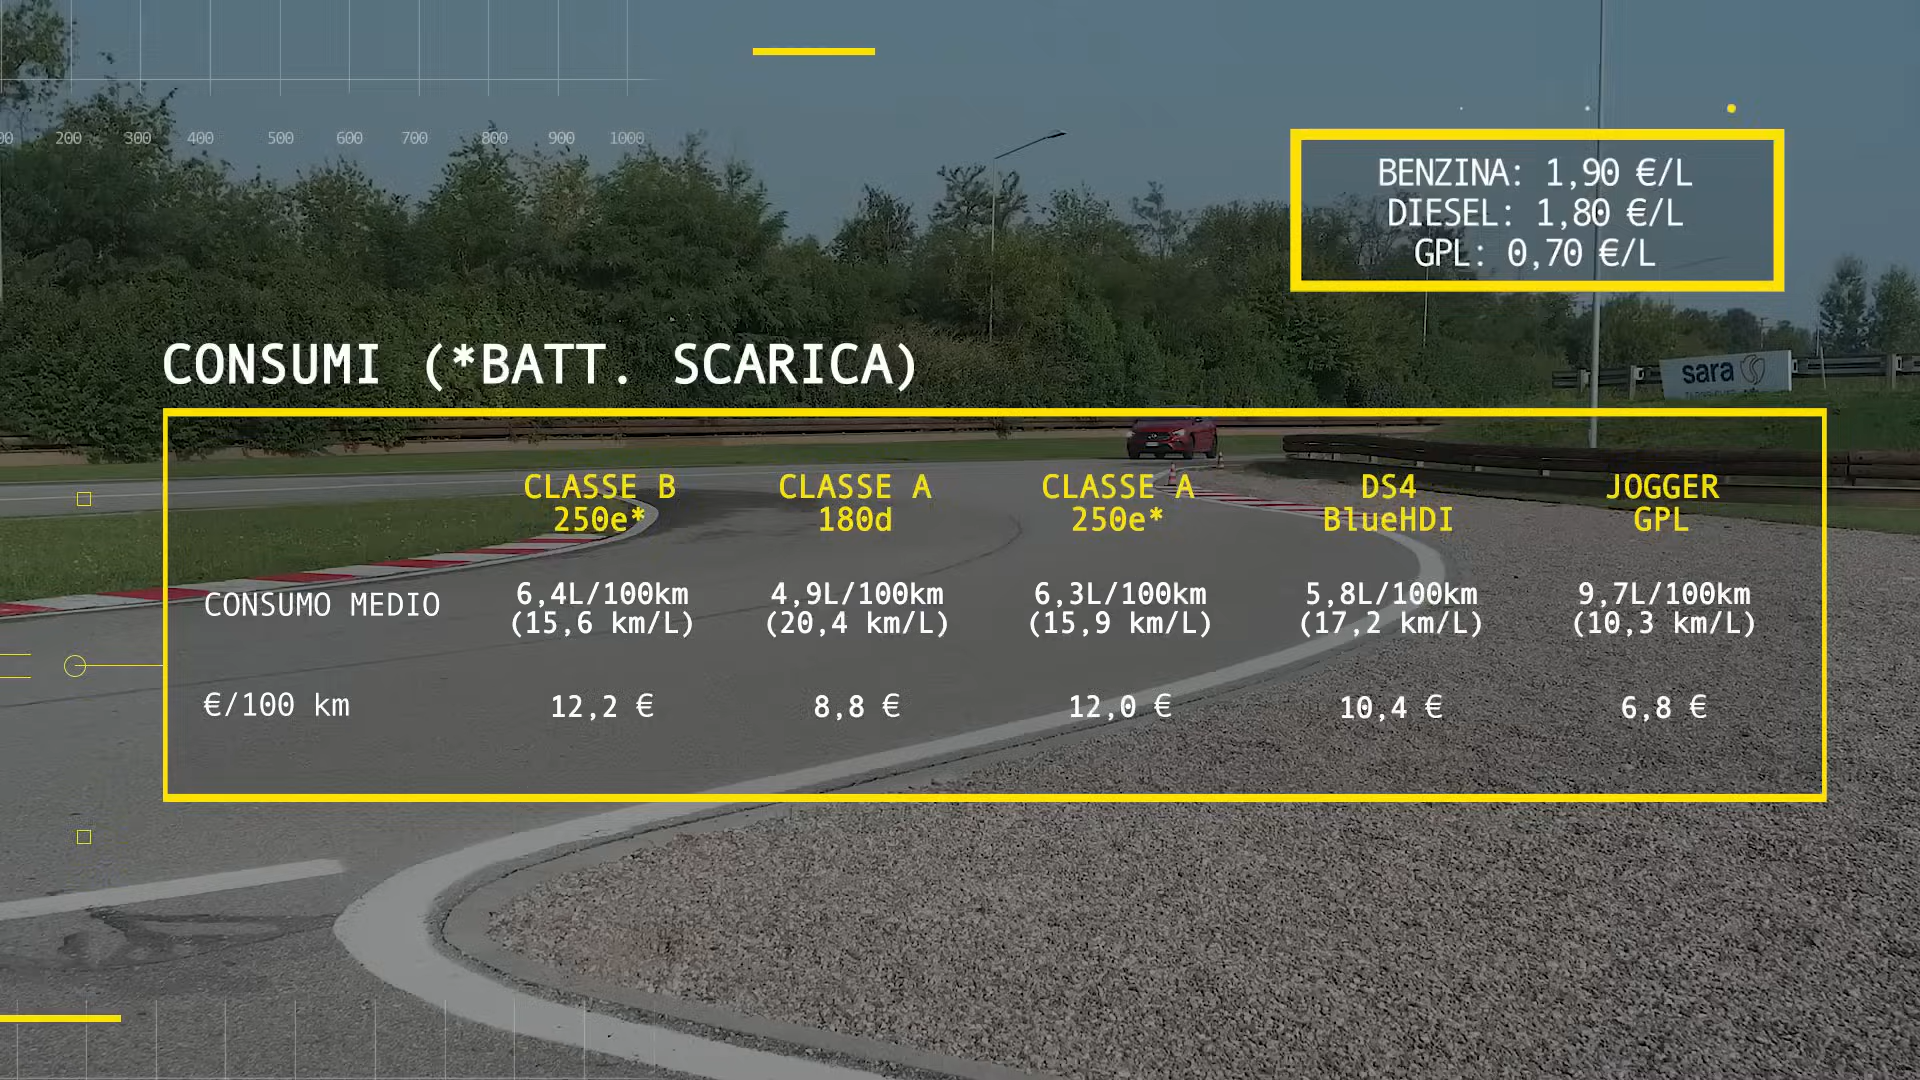 200 300 400 500 600 700 800 900 1000
BENZINA: 1,90 €/L
DIESEL: 1,80 €/L
GPL: 0,70 €/L
CONSUMI (*BATT. SCARICA)
sara
CLASSE B CLASSE A CLASSE A DS4 JOGGER
250e* 180d 250e* BlueHDI GPL
CONSUMO MEDIO 6,4L/100km 4,9L/100km 6,3L/100km 5,8L/100km 9,7L/100km
(15,6 km/L) (20,4 km/L) (15,9 km/L) (17,2 km/L) (10,3 km/L)
€/100 km 12,2 € 8,8 € 12,0 € 10,4 € 6,8 €